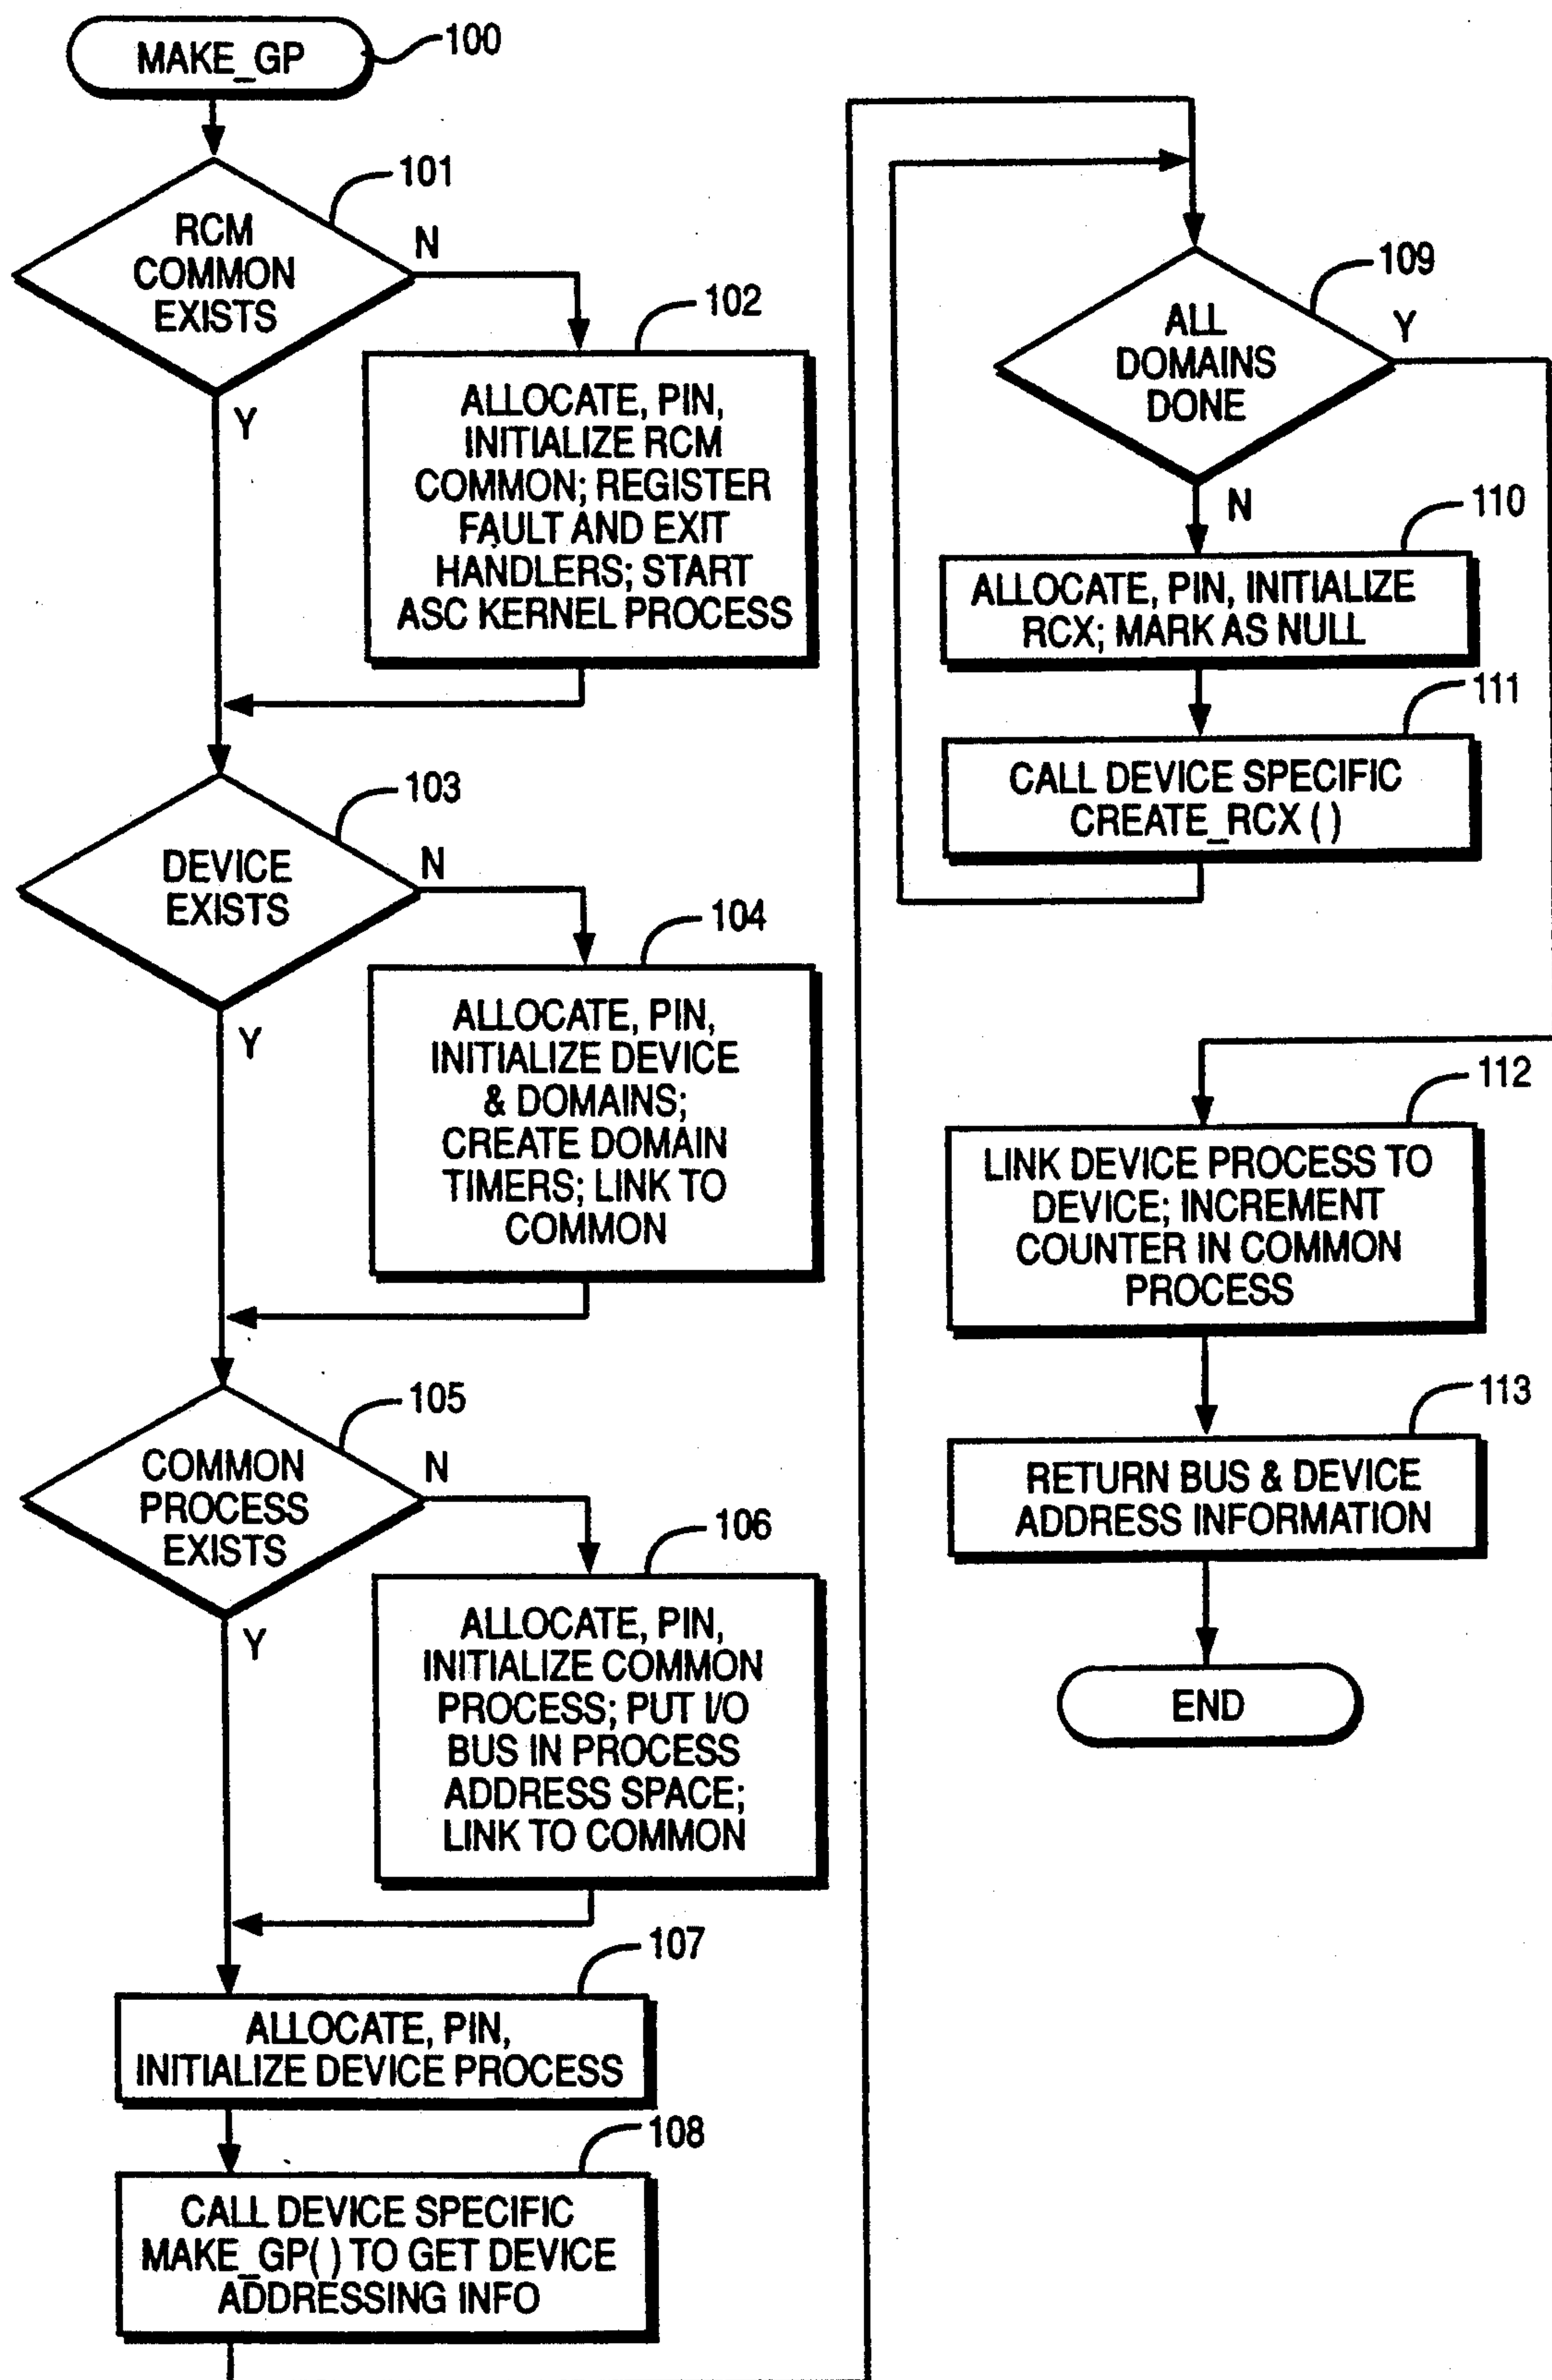 MAKE_GP
100
101
RCM
COMMON
EXISTS
N
Y
102
ALLOCATE, PIN,
INITIALIZE RCM
COMMON; REGISTER
FAULT AND EXIT
HANDLERS; START
ASC KERNEL PROCESS
103
DEVICE
EXISTS
N
Y
104
ALLOCATE, PIN,
INITIALIZE DEVICE
& DOMAINS;
CREATE DOMAIN
TIMERS; LINK TO
COMMON
105
COMMON
PROCESS
EXISTS
N
Y
106
ALLOCATE, PIN,
INITIALIZE COMMON
PROCESS; PUT I/O
BUS IN PROCESS
ADDRESS SPACE;
LINK TO COMMON
107
ALLOCATE, PIN,
INITIALIZE DEVICE PROCESS
108
CALL DEVICE SPECIFIC
MAKE_GP( ) TO GET DEVICE
ADDRESSING INFO
109
ALL
DOMAINS
DONE
Y
N
110
ALLOCATE, PIN, INITIALIZE
RCX; MARK AS NULL
111
CALL DEVICE SPECIFIC
CREATE_RCX ( )
112
LINK DEVICE PROCESS TO
DEVICE; INCREMENT
COUNTER IN COMMON
PROCESS
113
RETURN BUS & DEVICE
ADDRESS INFORMATION
END